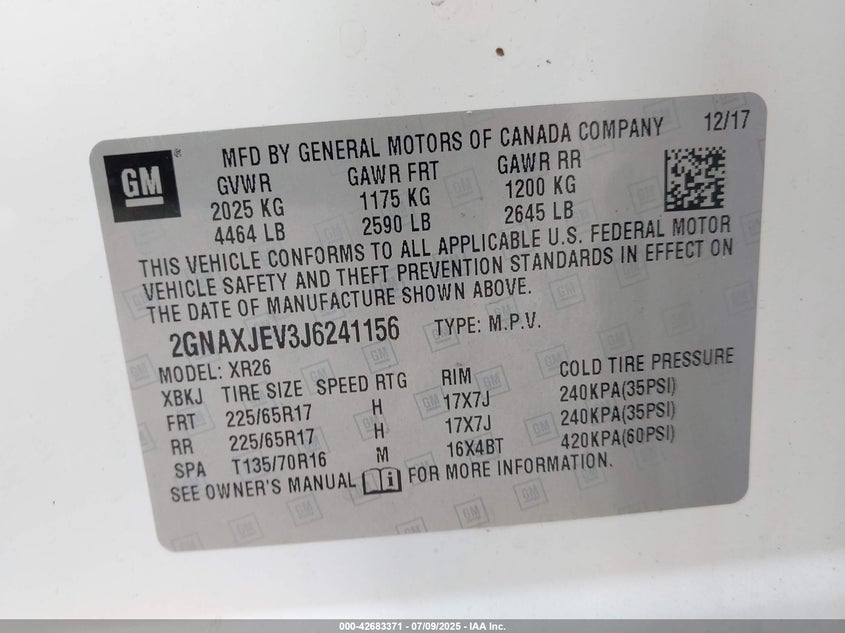 MFD BY GENERAL MOTORS OF CANADA COMPANY 12/17
GM ®
GVWR GAWR FRT GAWR RR
2025 KG 1175 KG 1200 KG
4464 LB 2590 LB 2645 LB
THIS VEHICLE CONFORMS TO ALL APPLICABLE U.S. FEDERAL MOTOR
VEHICLE SAFETY AND THEFT PREVENTION STANDARDS IN EFFECT ON
THE DATE OF MANUFACTURE SHOWN ABOVE.
2GNAXJEV3J6241156 TYPE: M.P.V.
MODEL: XR26
XBKJ TIRE SIZE SPEED RTG RIM COLD TIRE PRESSURE
FRT 225/65R17 H 17X7J 240KPA(35PSI)
RR 225/65R17 H 17X7J 240KPA(35PSI)
SPA T135/70R16 M 16X4BT 420KPA(60PSI)
SEE OWNER'S MANUAL FOR MORE INFORMATION.
000-42683371 | 07/09/2025 - IAA Inc.